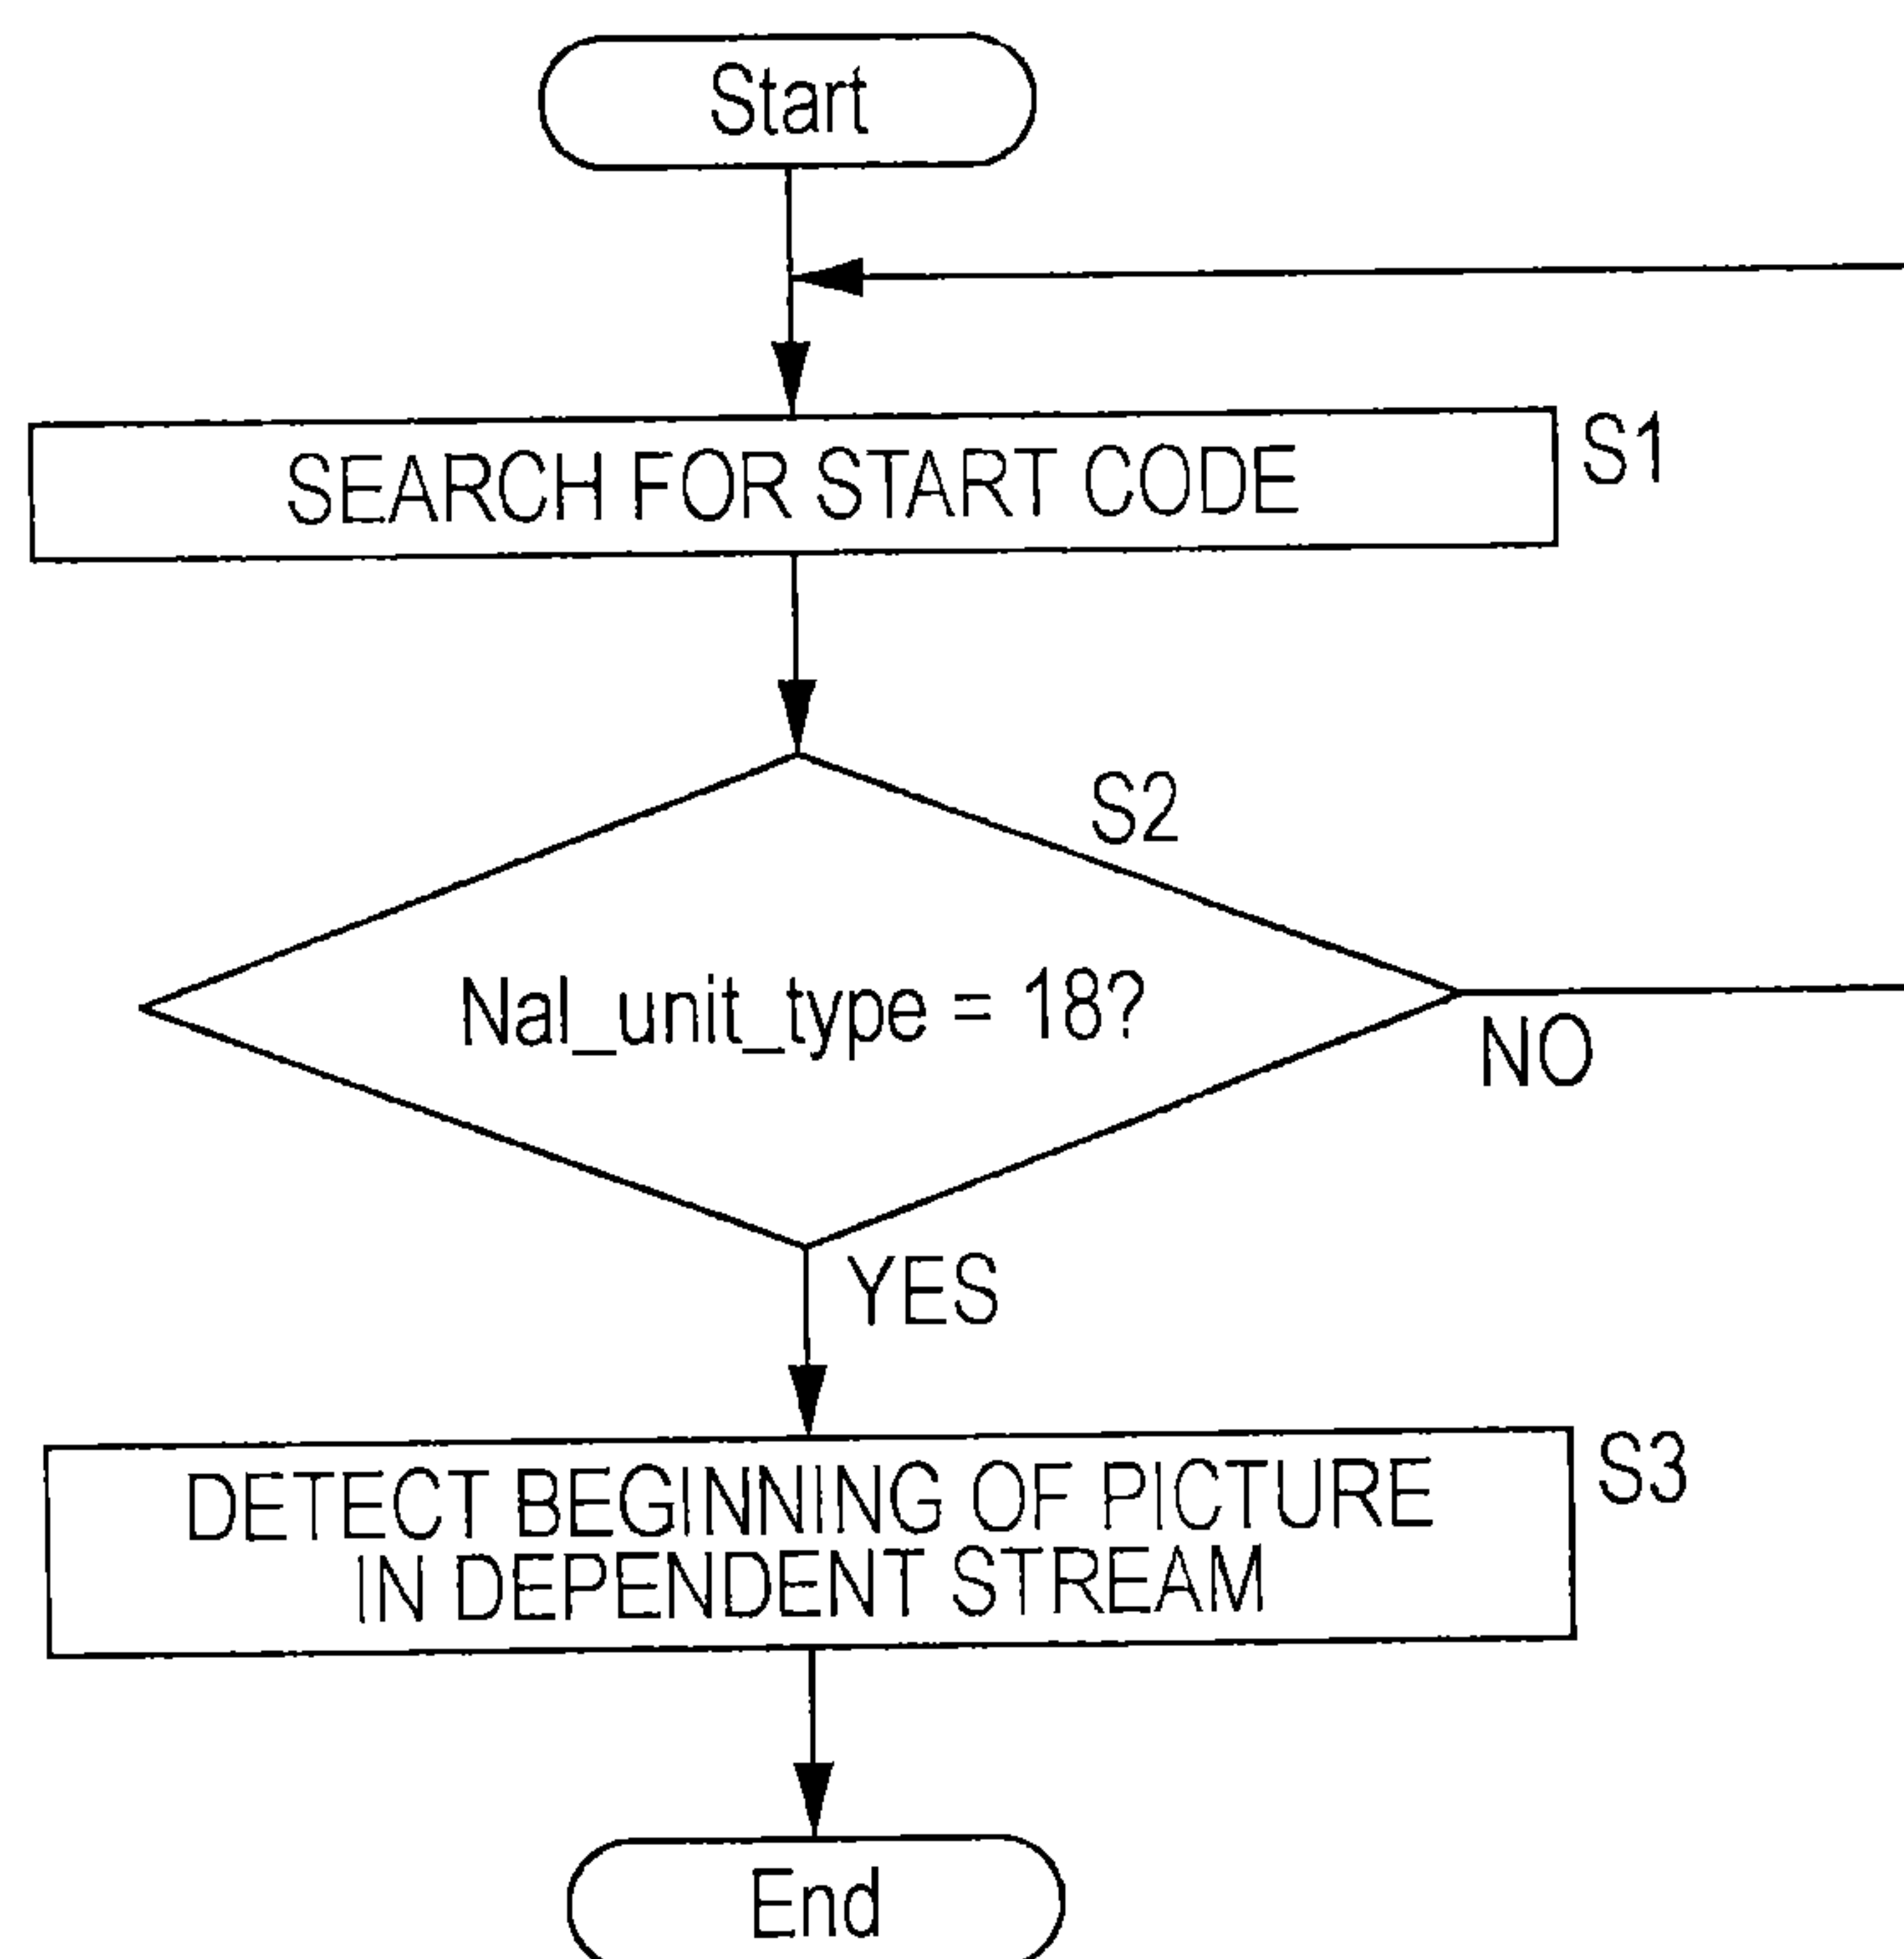 Start
SEARCH FOR START CODE
S1
S2
Nal_unit_type = 18?
NO
YES
DETECT BEGINNING OF PICTURE
IN DEPENDENT STREAM
S3
End